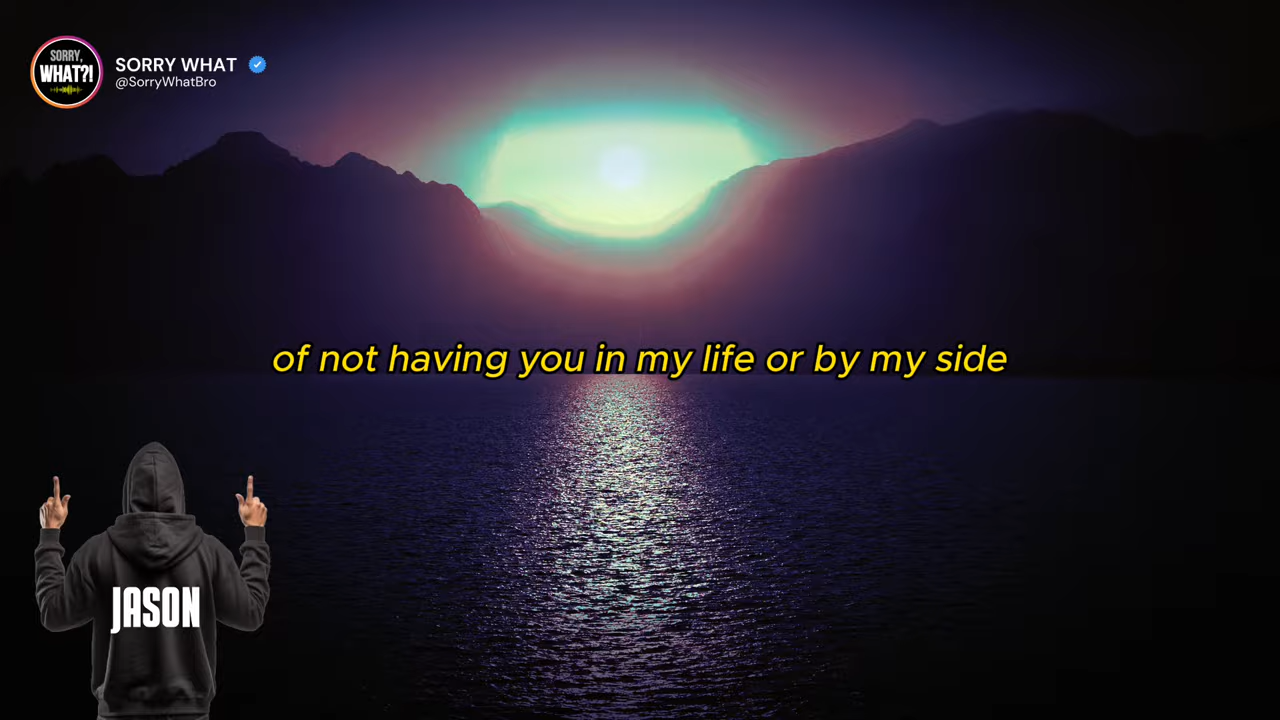 SORRY,
WHAT?!
SORRY WHAT
@SorryWhatBro
of not having you in my life or by my side
JASON